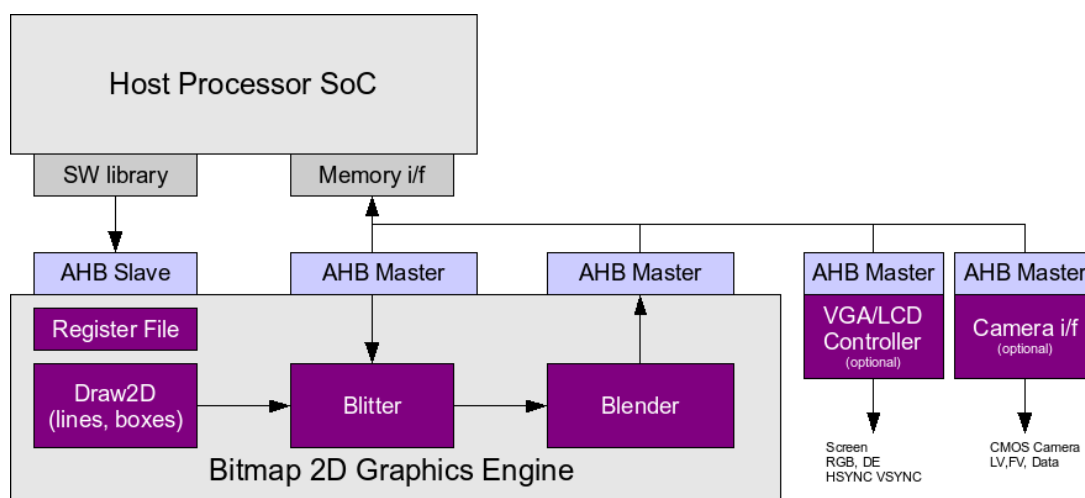 Host Processor SoC
SW library
Memory i/f
AHB Slave
AHB Master
AHB Master
AHB Master
AHB Master
Register File
VGA/LCD
Controller
(optional)
Camera i/f
(optional)
Draw2D
(lines, boxes)
Blitter
Blender
Screen
RGB, DE
HSYNC VSYNC
CMOS Camera
LV,FV, Data
Bitmap 2D Graphics Engine